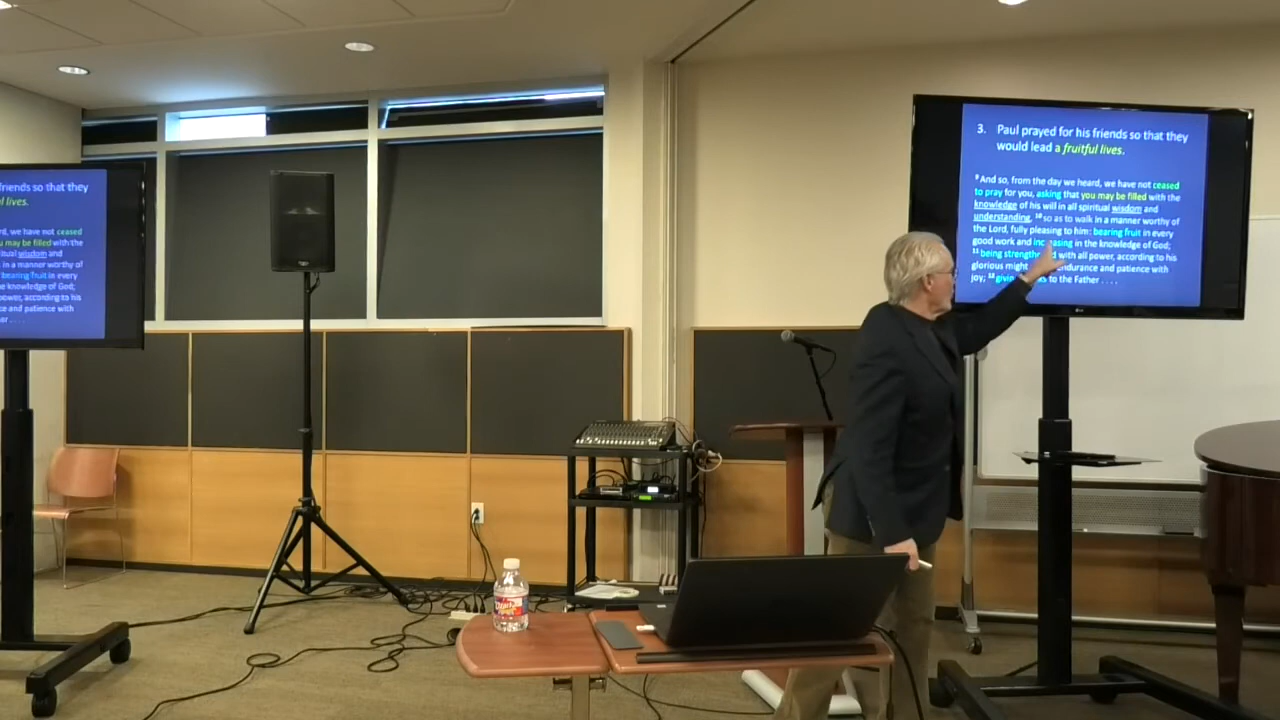 3. Paul prayed for his friends so that they
would lead a fruitful lives.
⁹And so, from the day we heard, we have not ceased
to pray for you, asking that you may be filled with the
knowledge of his will in all spiritual wisdom and
understanding, ¹⁰ so as to walk in a manner worthy of
the Lord, fully pleasing to him: bearing fruit in every
good work and increasing in the knowledge of God;
¹¹ being strengthened with all power, according to his
glorious might endurance and patience with
joy; ¹² giving to the Father . . . .
LG
friends so that they
lives.
rd, we have not ceased
you may be filled with the
wisdom and
in a manner worthy of
bearing fruit in every
knowledge of God;
power, according to his
and patience with